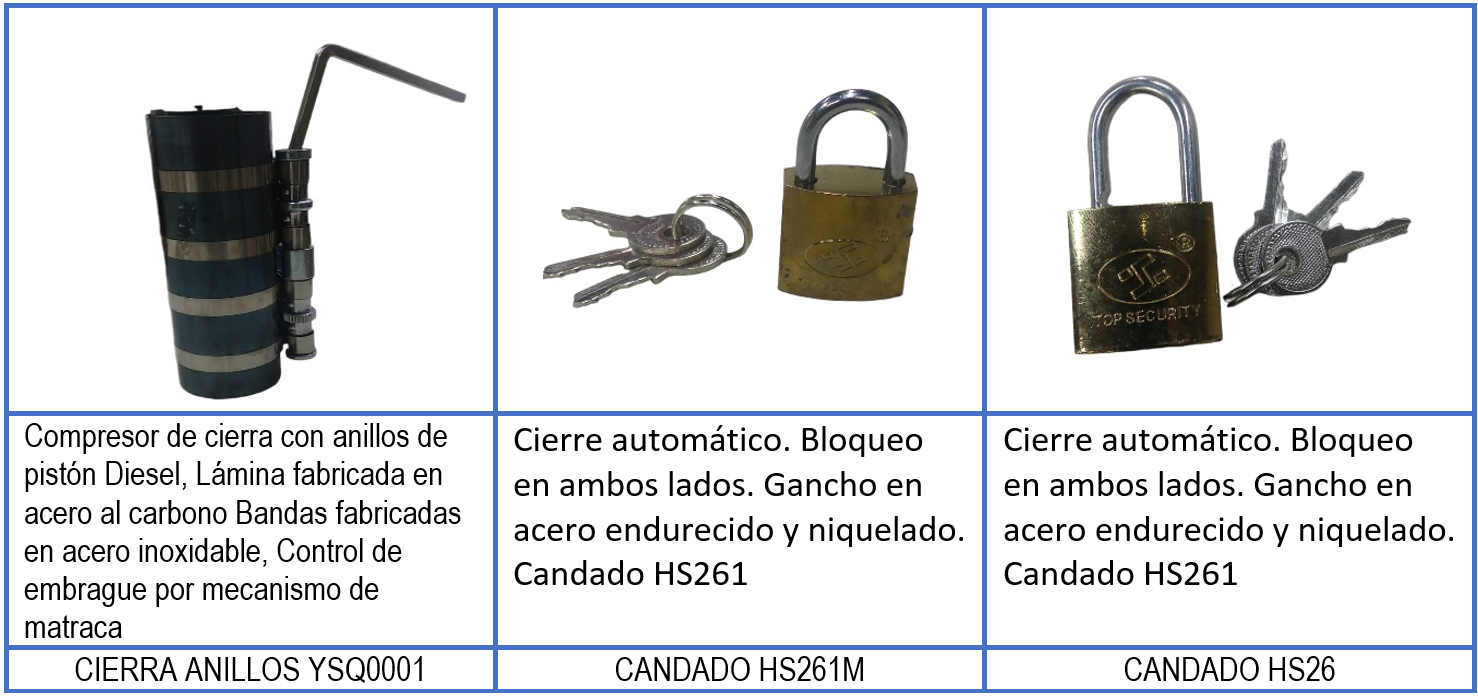 TOP SECURITY
Compresor de cierra con anillos de
pistón Diesel, Lámina fabricada en
acero al carbono Bandas fabricadas
en acero inoxidable, Control de
embrague por mecanismo de
matraca
Cierre automático. Bloqueo
en ambos lados. Gancho en
acero endurecido y niquelado.
Candado HS261
Cierre automático. Bloqueo
en ambos lados. Gancho en
acero endurecido y niquelado.
Candado HS261
CIERRA ANILLOS YSQ0001
CANDADO HS261M
CANDADO HS26